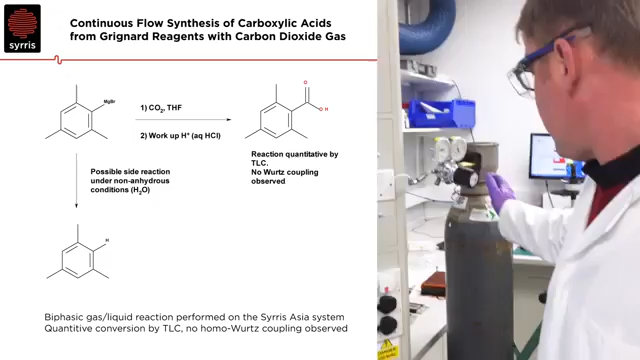 syrris
Continuous Flow Synthesis of Carboxylic Acids
from Grignard Reagents with Carbon Dioxide Gas
MgBr
1) CO₂, THF
2) Work up H⁺ (aq HCl)
O
OH
Reaction quantitative by
TLC.
No Wurtz coupling
observed
Possible side reaction
under non-anhydrous
conditions (H₂O)
H
Biphasic gas/liquid reaction performed on the Syrris Asia system
Quantitive conversion by TLC, no homo-Wurtz coupling observed
DANGER